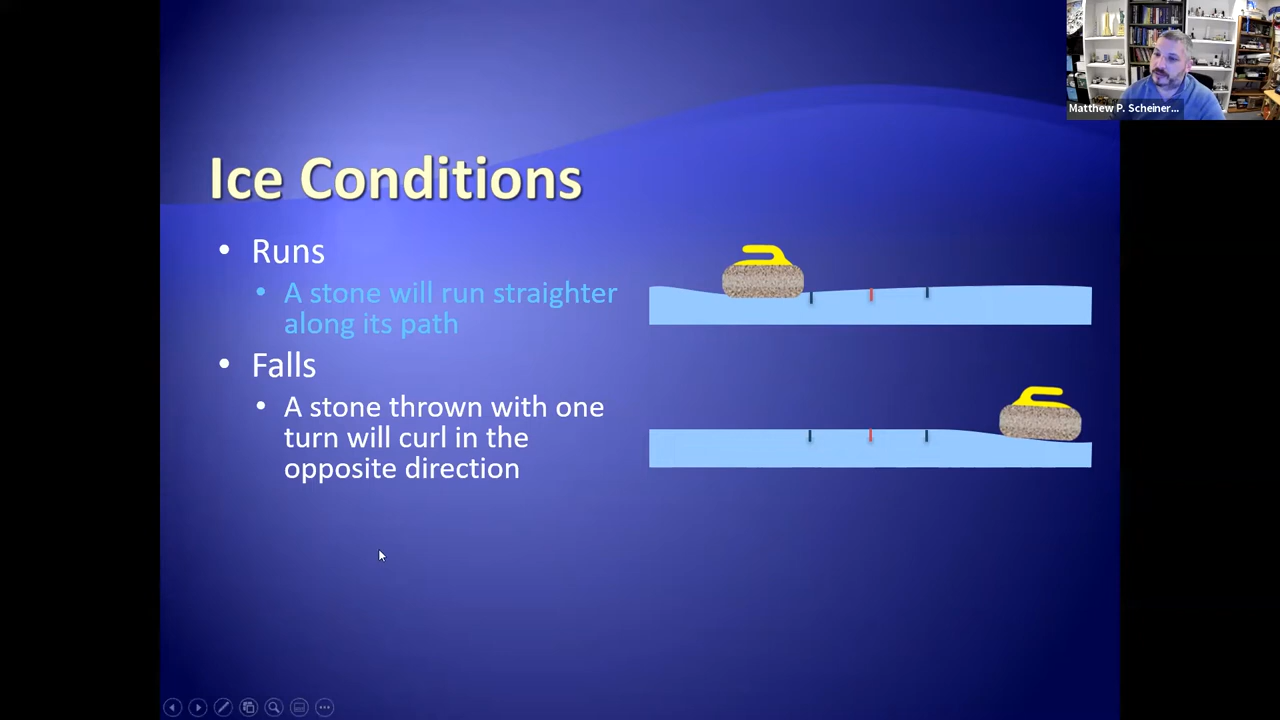 Matthew P. Scheiner...
Ice Conditions
• Runs
• A stone will run straighter
along its path
• Falls
• A stone thrown with one
turn will curl in the
opposite direction